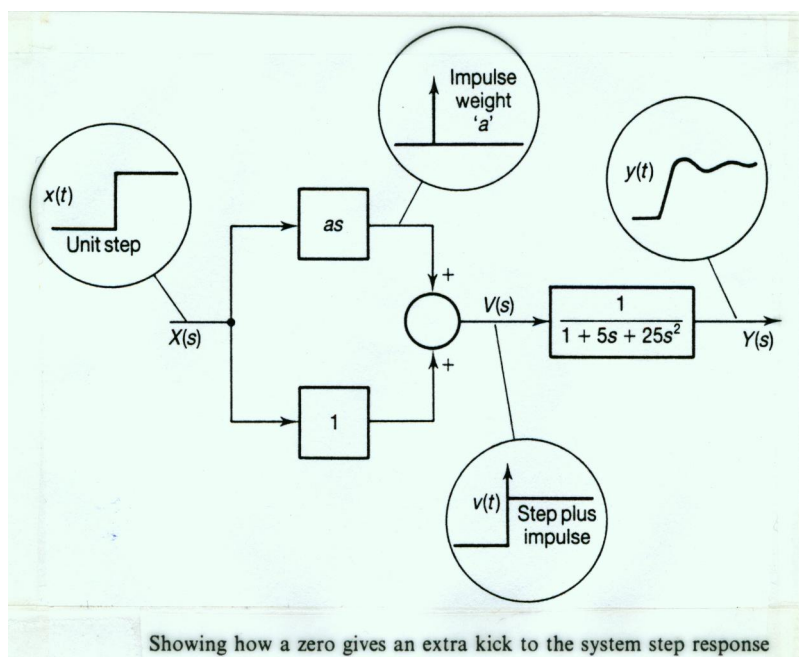 Impulse
weight
'a'
x(t)
Unit step
y(t)
as
+
X(s)
V(s)
1
1 + 5s + 25s²
Y(s)
+
1
v(t)
Step plus
impulse
Showing how a zero gives an extra kick to the system step response